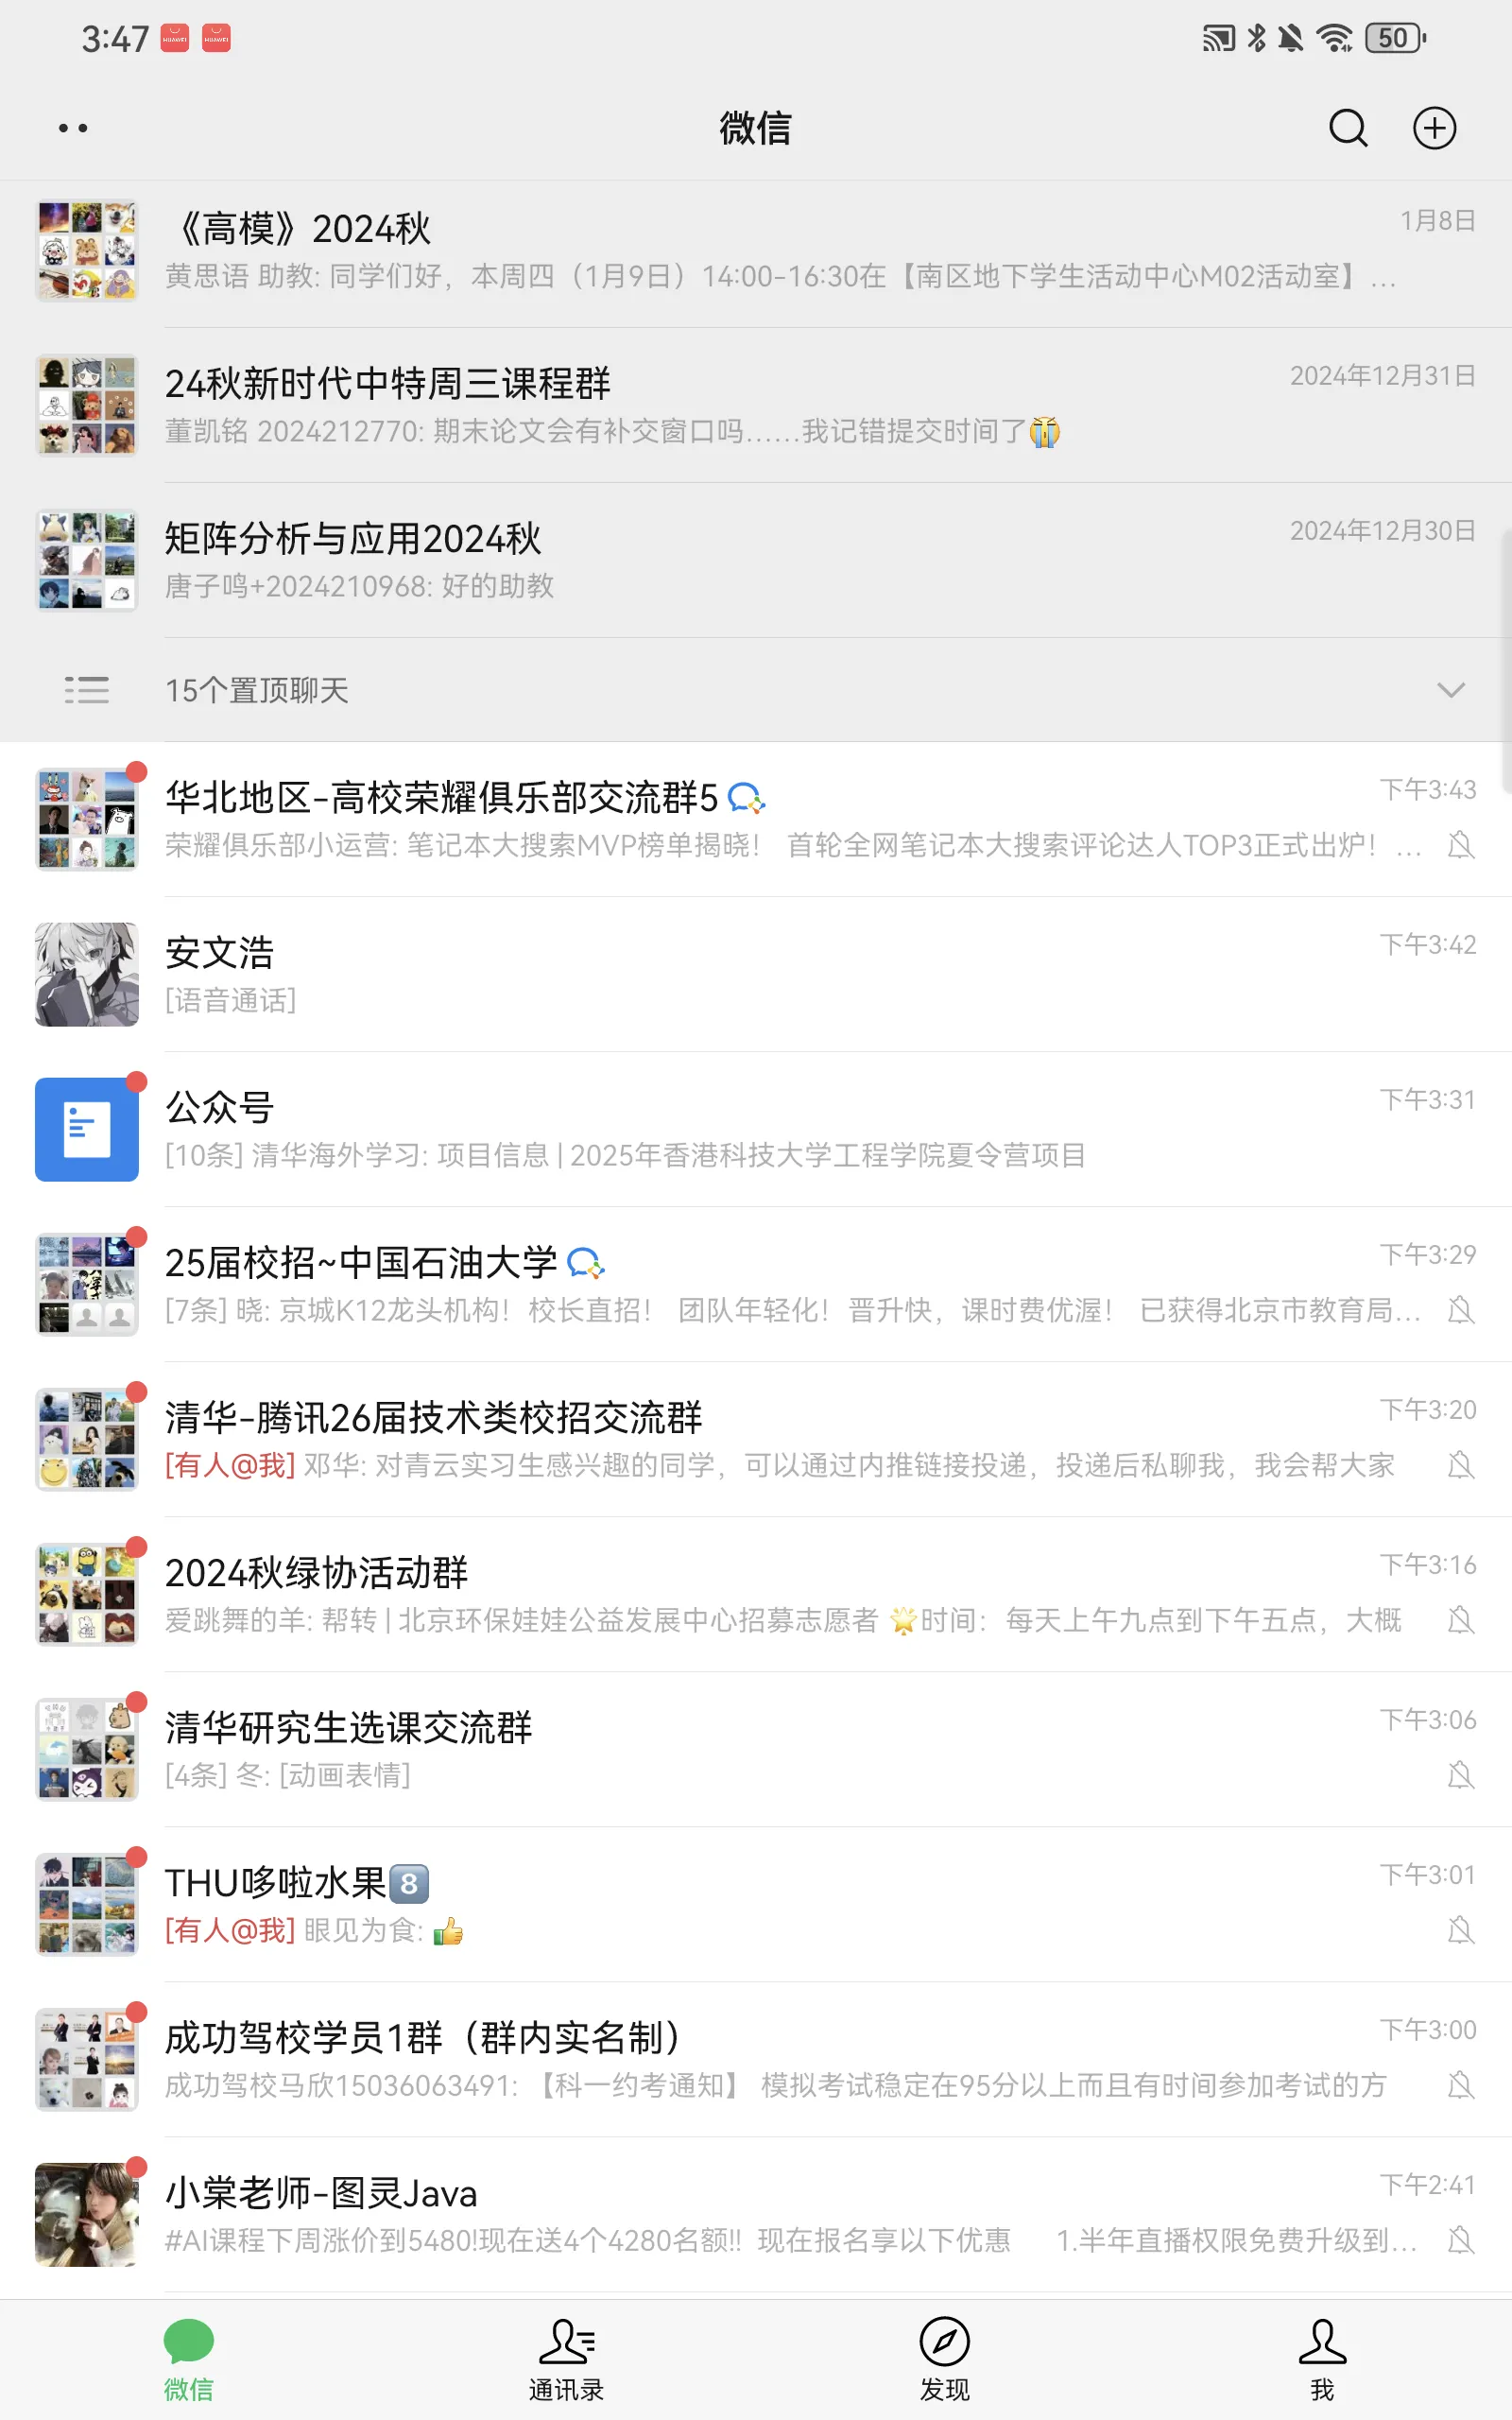 3:47
50
微信
《高模》2024秋
1月8日
黄思语 助教: 同学们好，本周四（1月9日）14:00-16:30在【南区地下学生活动中心M02活动室】…
24秋新时代中特周三课程群
2024年12月31日
董凯铭 2024212770: 期末论文会有补交窗口吗……我记错提交时间了😭
矩阵分析与应用2024秋
2024年12月30日
唐子鸣+2024210968: 好的助教
15个置顶聊天
华北地区-高校荣耀俱乐部交流群5
下午3:43
荣耀俱乐部小运营: 笔记本大搜索MVP榜单揭晓！ 首轮全网笔记本大搜索评论达人TOP3正式出炉！…
安文浩
下午3:42
[语音通话]
公众号
下午3:31
[10条] 清华海外学习: 项目信息 | 2025年香港科技大学工程学院夏令营项目
25届校招~中国石油大学
下午3:29
[7条] 晓: 京城K12龙头机构！校长直招！ 团队年轻化！晋升快，课时费优渥！ 已获得北京市教育局…
清华-腾讯26届技术类校招交流群
下午3:20
[有人@我] 邓华: 对青云实习生感兴趣的同学，可以通过内推链接投递，投递后私聊我，我会帮大家
2024秋绿协活动群
下午3:16
爱跳舞的羊: 帮转 | 北京环保娃娃公益发展中心招募志愿者 🌟时间：每天上午九点到下午五点，大概
清华研究生选课交流群
下午3:06
[4条] 冬: [动画表情]
THU哆啦水果8️⃣
下午3:01
[有人@我] 眼见为食: 👍
成功驾校学员1群（群内实名制）
下午3:00
成功驾校马欣15036063491: 【科一约考通知】 模拟考试稳定在95分以上而且有时间参加考试的方
小棠老师-图灵Java
下午2:41
#AI课程下周涨价到5480!现在送4个4280名额!! 现在报名享以下优惠 1.半年直播权限免费升级到…
微信
通讯录
发现
我